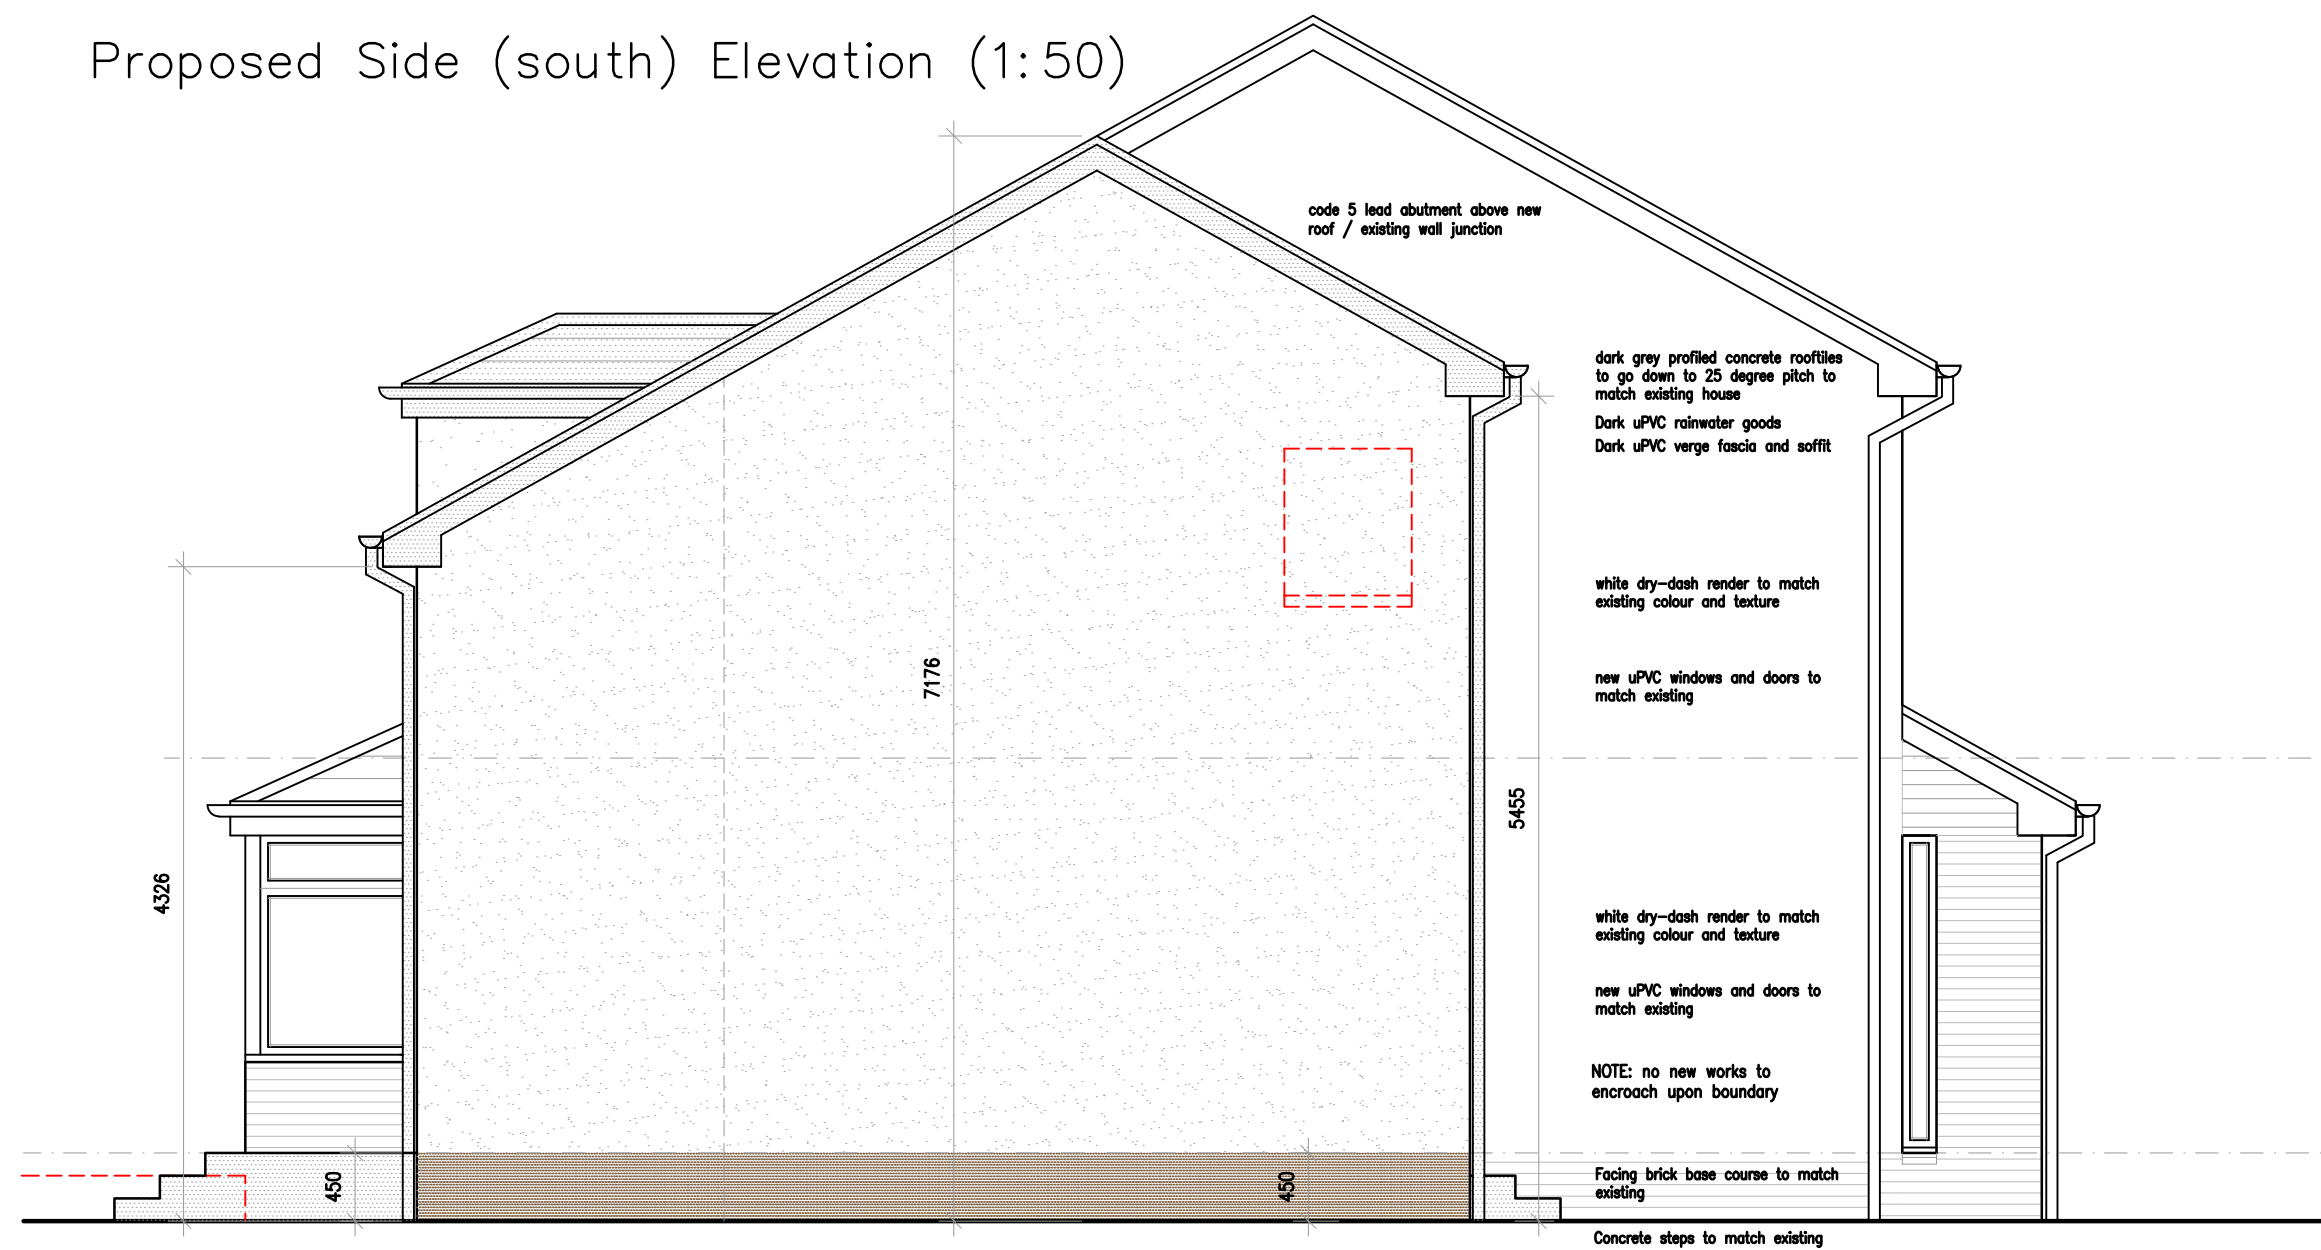 Proposed Side (south) Elevation (1:50)
code 5 lead abutment above new
roof / existing wall junction
dark grey profiled concrete rooftiles
to go down to 25 degree pitch to
match existing house
Dark uPVC rainwater goods
Dark uPVC verge fascia and soffit
white dry-dash render to match
existing colour and texture
7176
new uPVC windows and doors to
match existing
5455
4326
white dry-dash render to match
existing colour and texture
new uPVC windows and doors to
match existing
NOTE: no new works to
encroach upon boundary
450
450
Facing brick base course to match
existing
Concrete steps to match existing